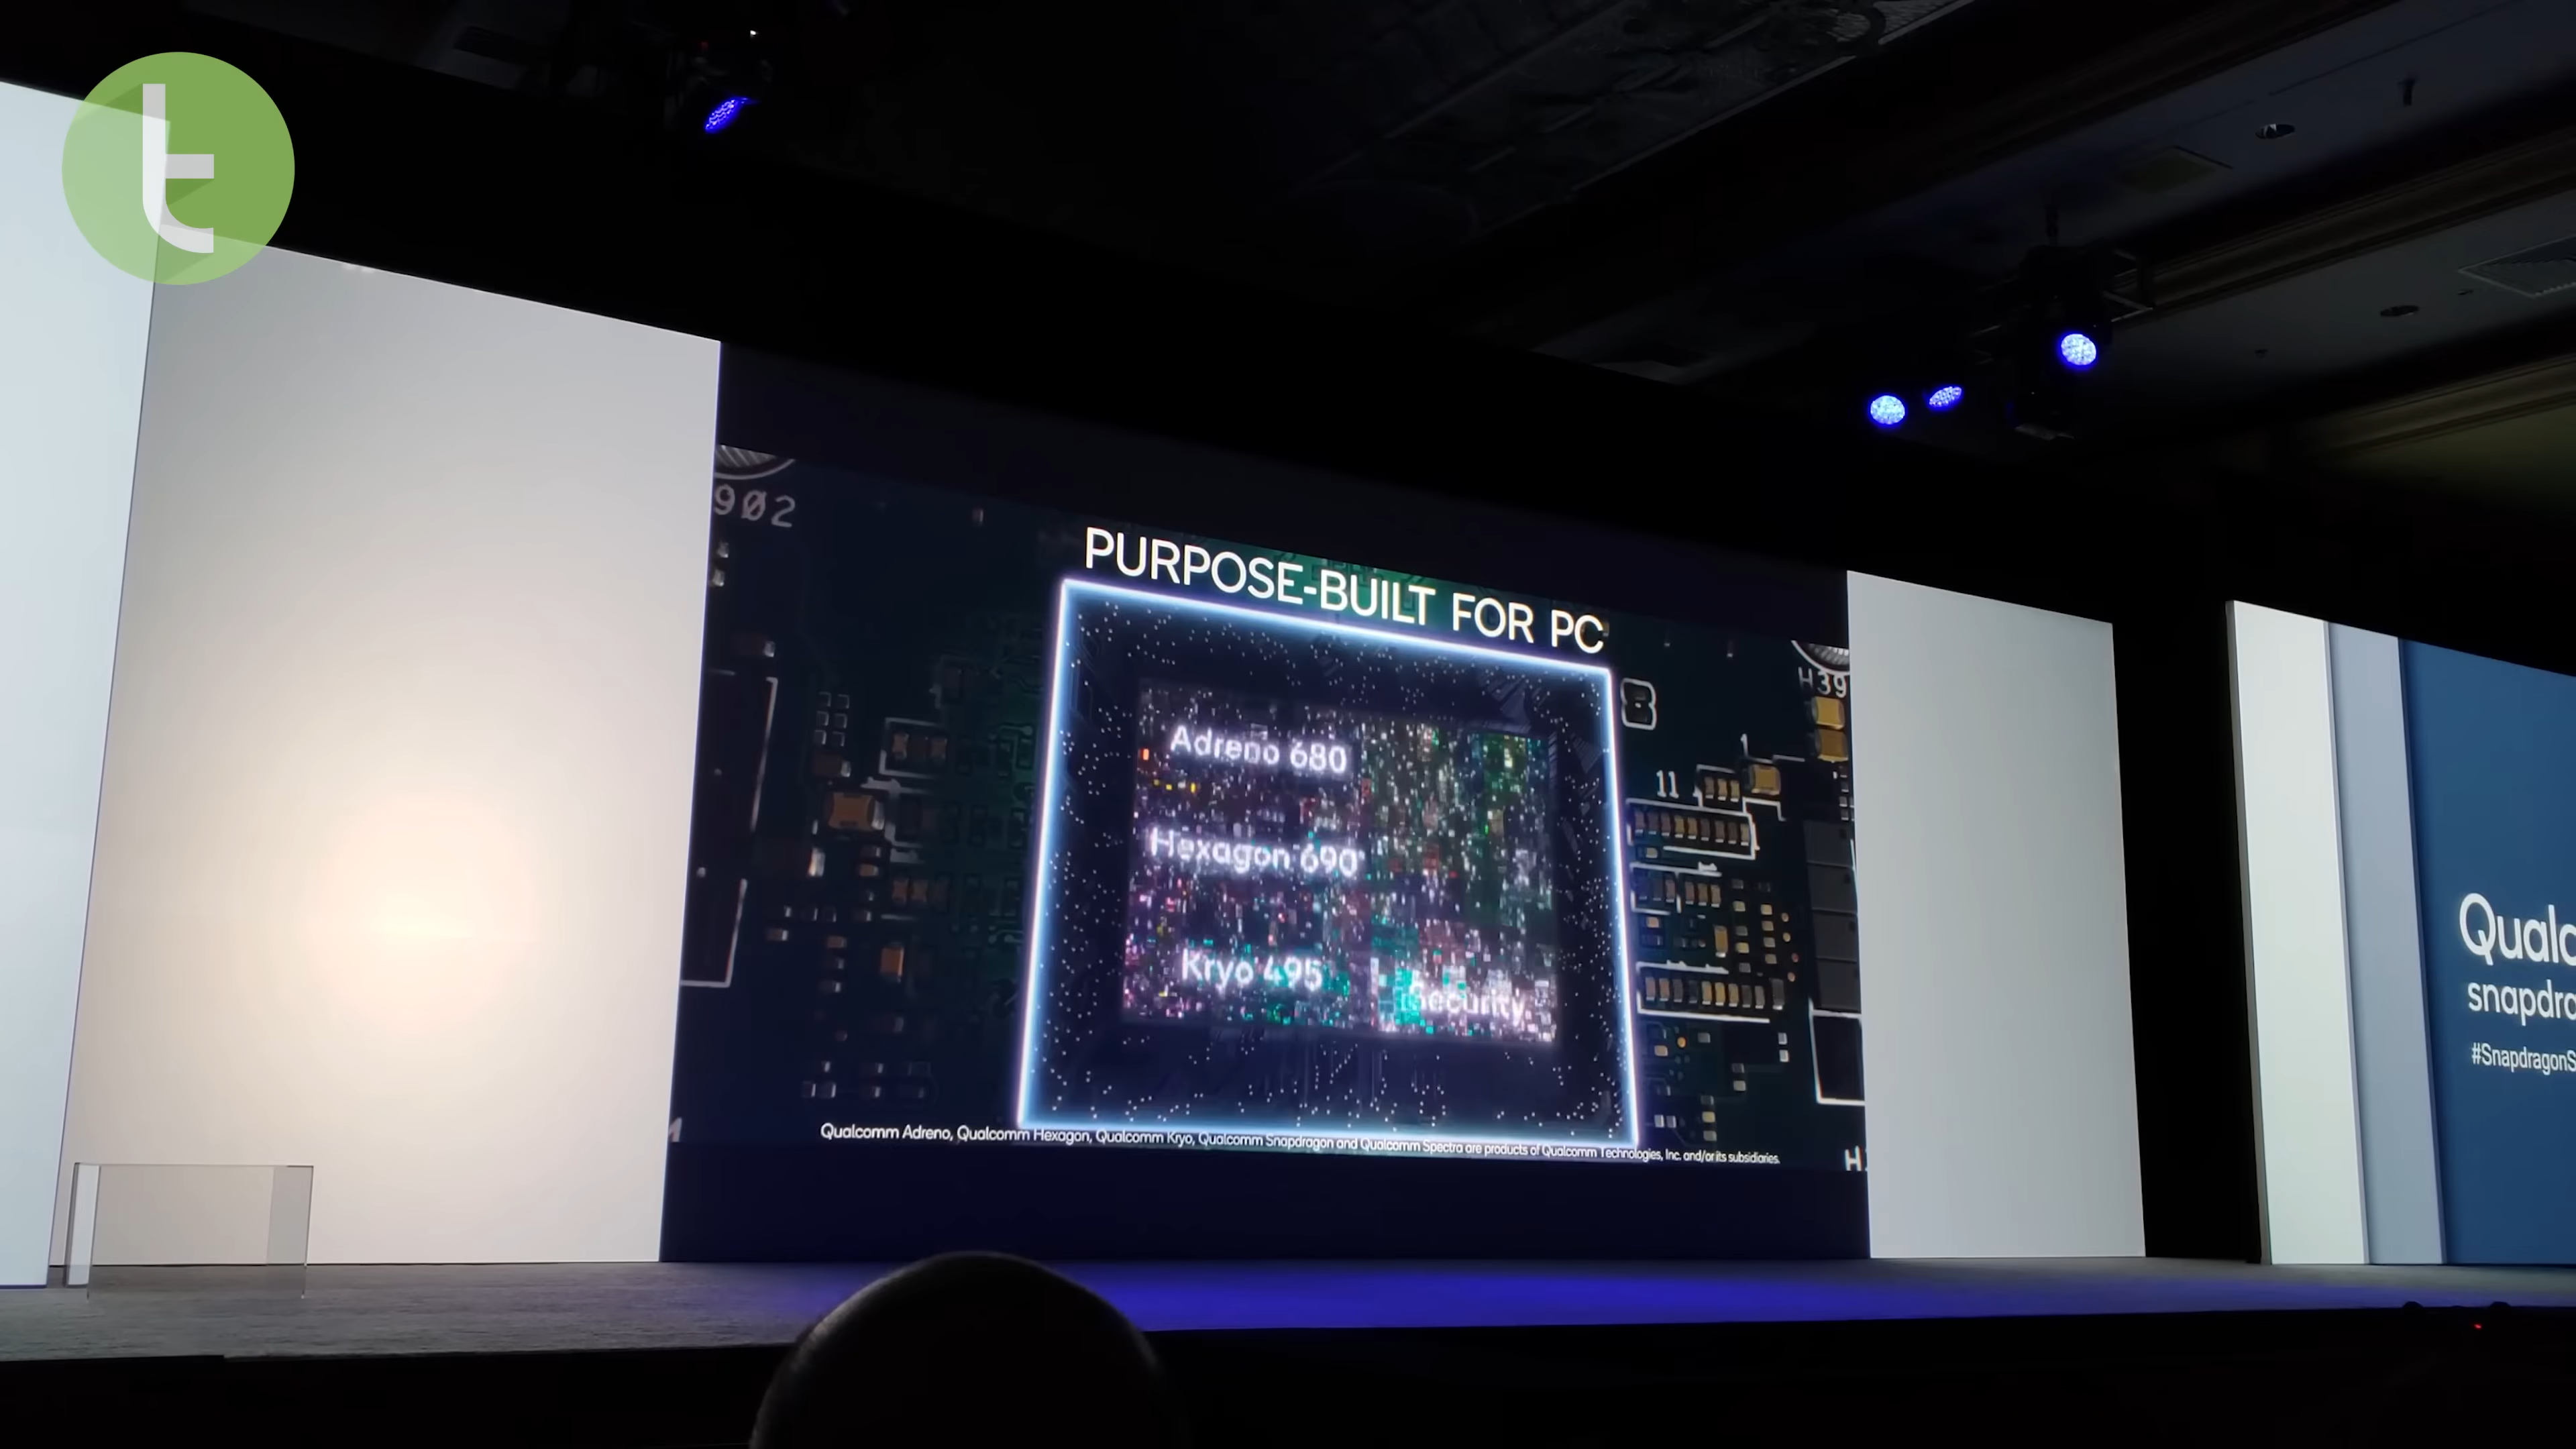 t
902
PURPOSE-BUILT FOR PC
H39
8
Adreno 680
11
1
Hexagon 690
Kryo 495
Security
Qualcomm Adreno, Qualcomm Hexagon, Qualcomm Kryo, Qualcomm Snapdragon and Qualcomm Spectra are products of Qualcomm Technologies, Inc. and/or its subsidiaries.
Qualc
snapdra
#SnapdragonS